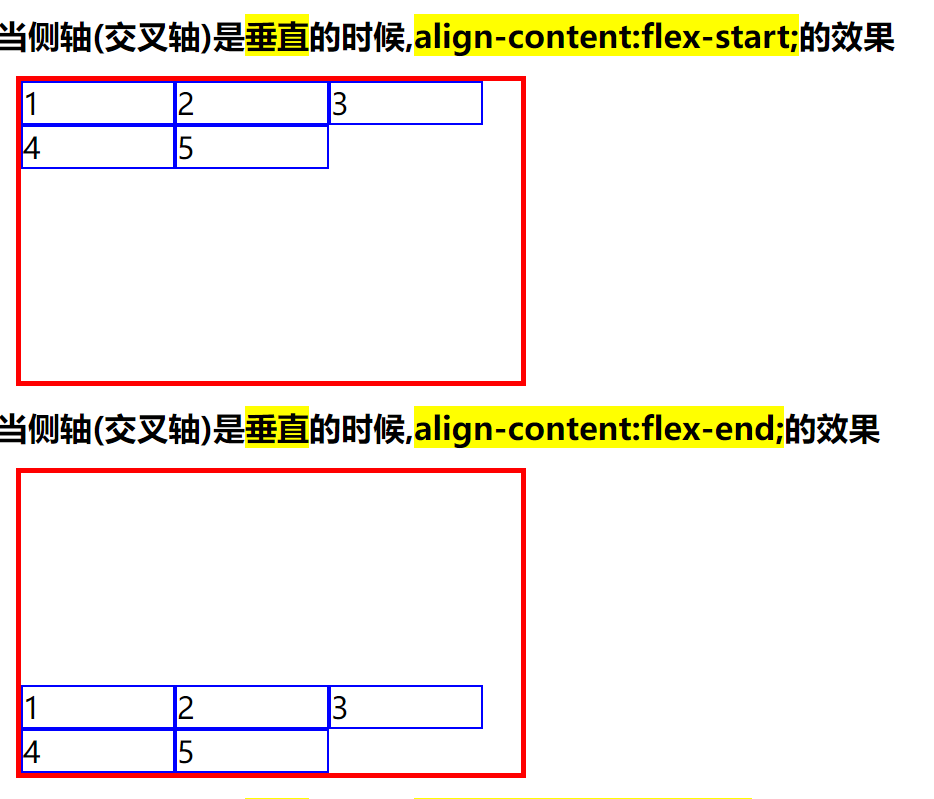 当侧轴(交叉轴)是垂直的时候,align-content:flex-start;的效果
1 2 3
4 5
当侧轴(交叉轴)是垂直的时候,align-content:flex-end;的效果
1 2 3
4 5